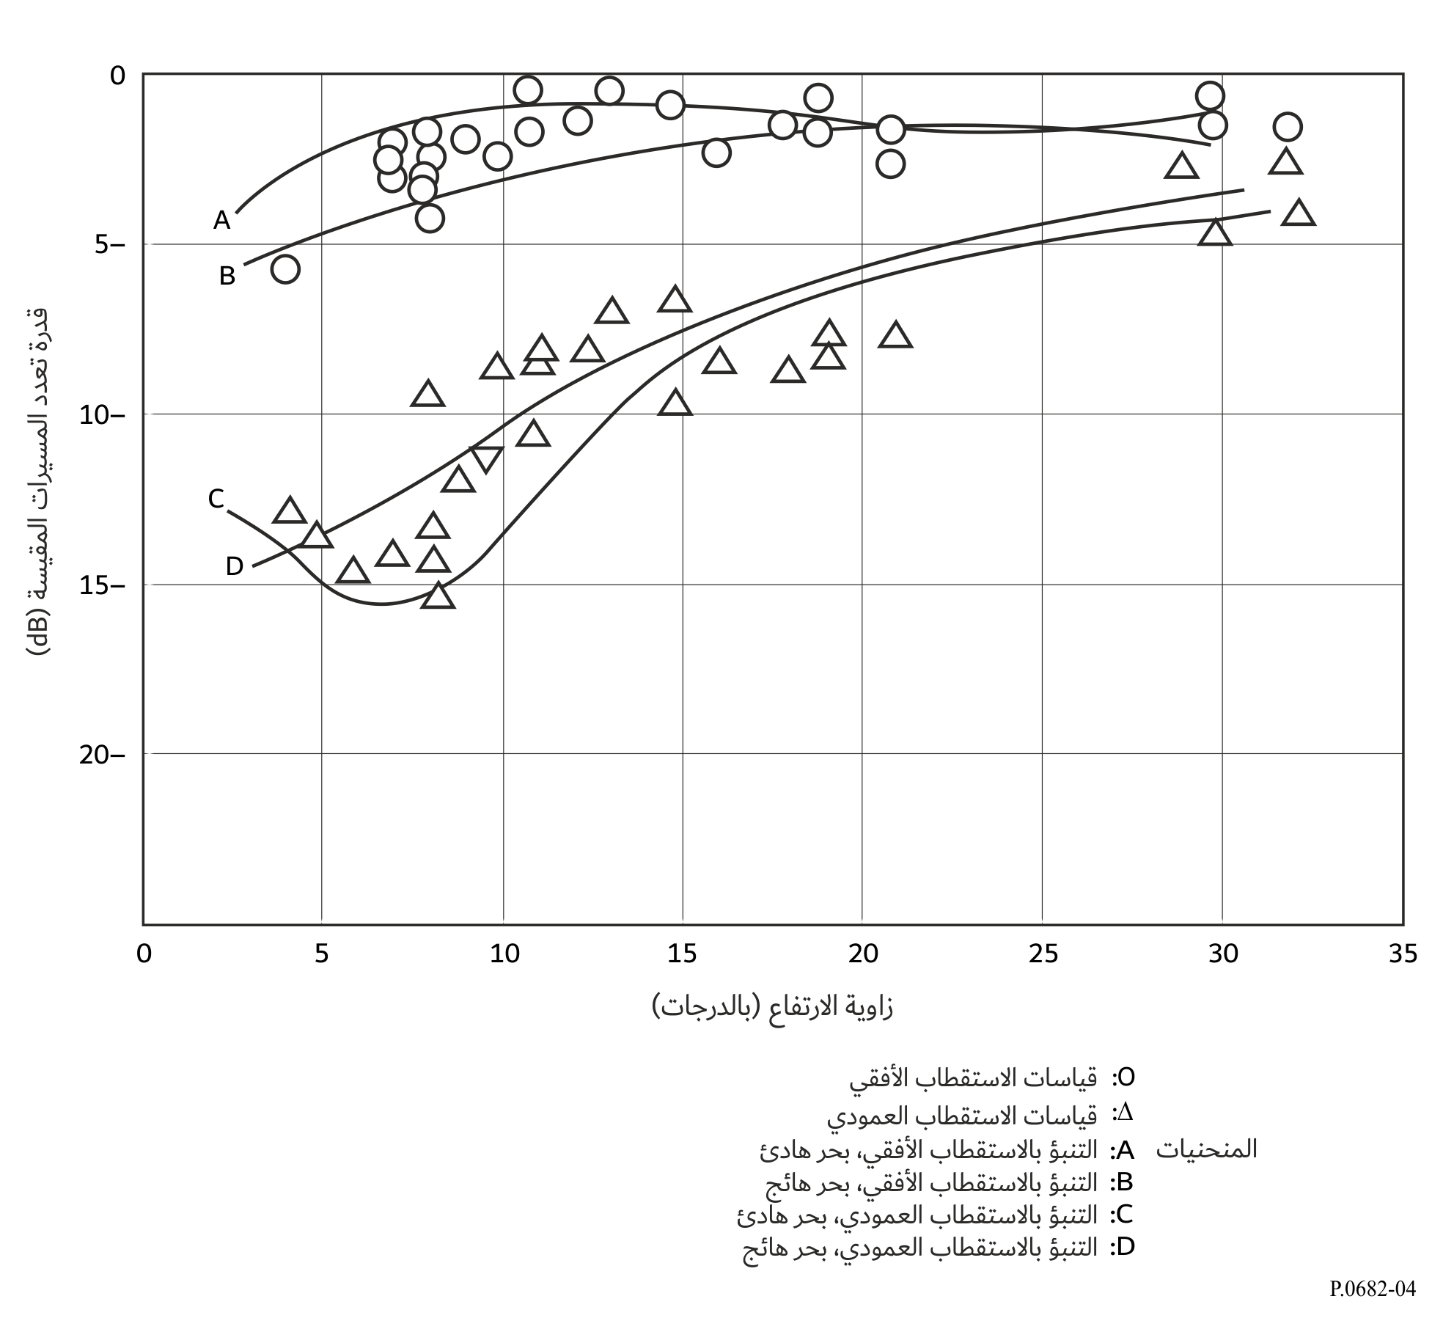 0
5–
10–
15–
20–
قدرة تعدد المسيرات المقيسة (dB)
A
B
C
D
0 5 10 15 20 25 30 35
زاوية الارتفاع (بالدرجات)
O: قياسات الاستقطاب الأفقي
Δ: قياسات الاستقطاب العمودي
المنحنيات A: التنبؤ بالاستقطاب الأفقي، بحر هادئ
B: التنبؤ بالاستقطاب الأفقي، بحر هائج
C: التنبؤ بالاستقطاب العمودي، بحر هادئ
D: التنبؤ بالاستقطاب العمودي، بحر هائج
P.0682-04